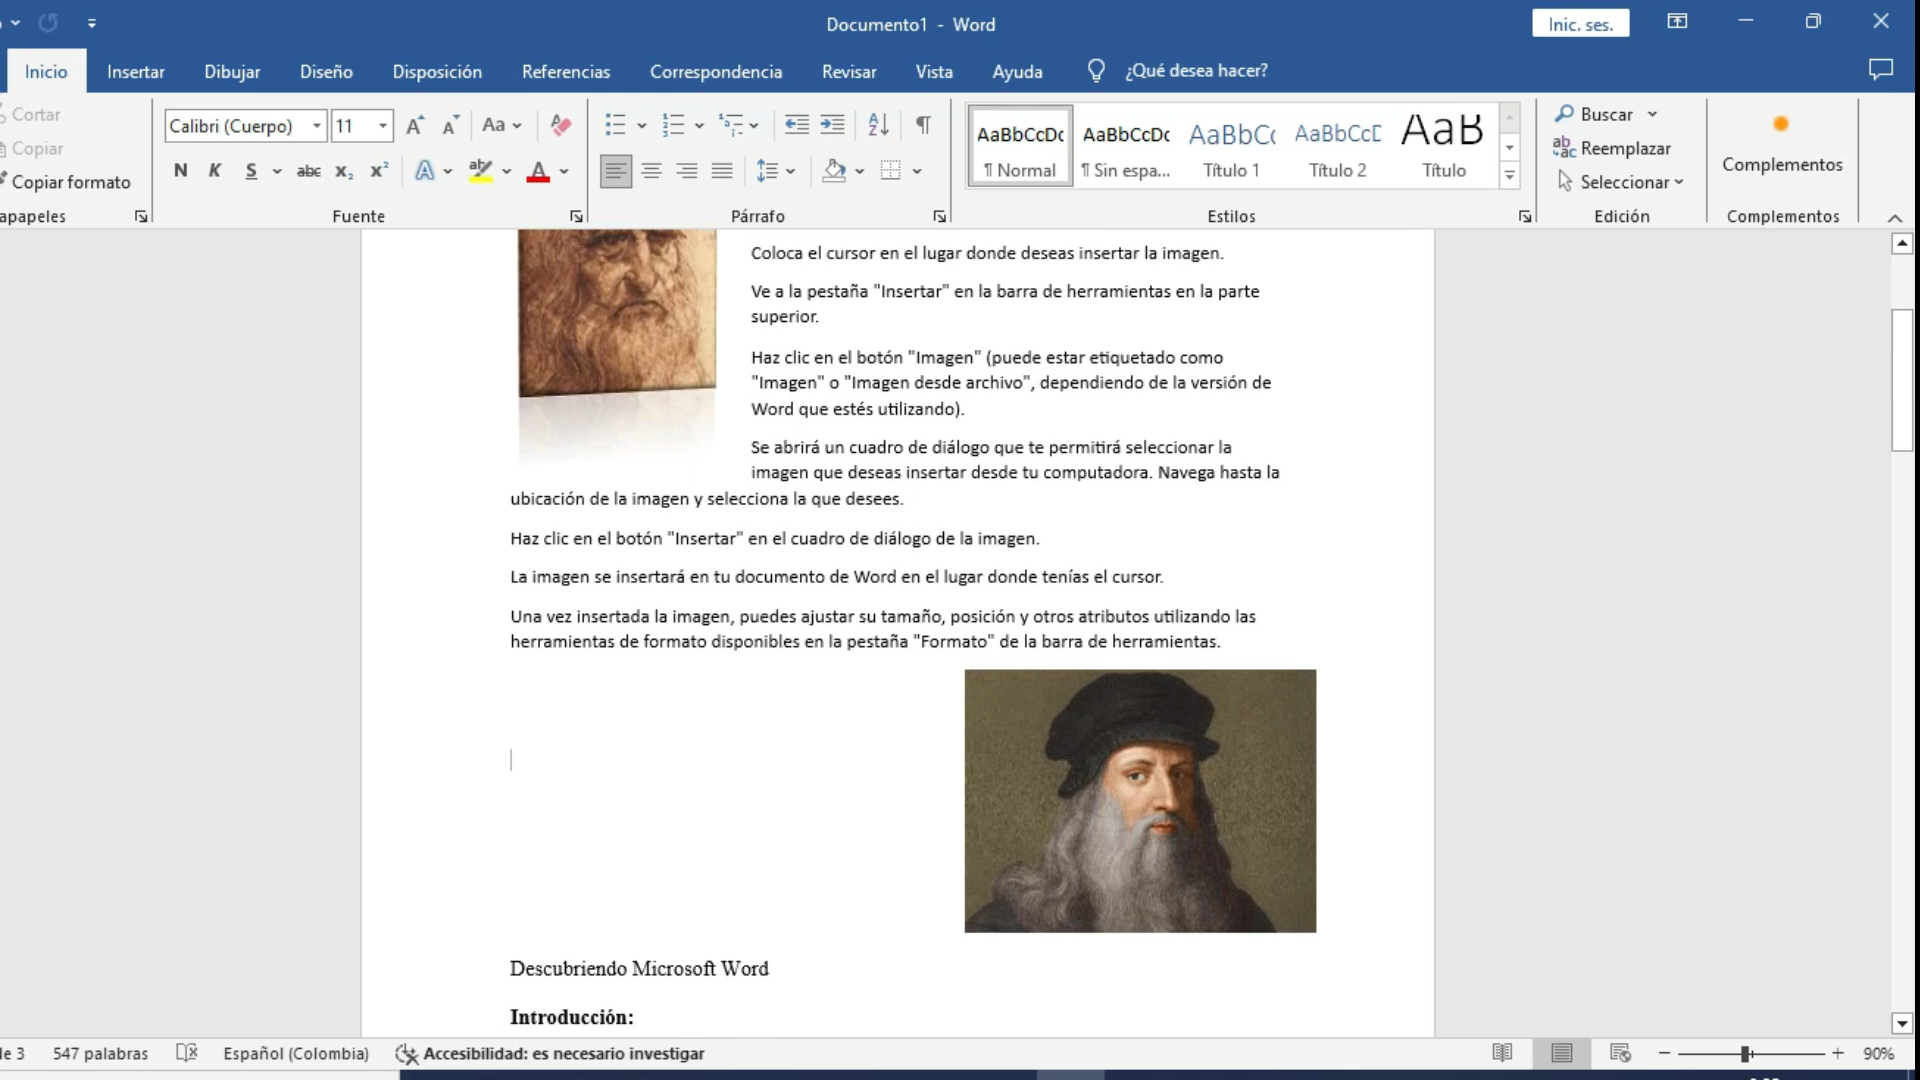 Documento1 - Word
Inic. ses.
Inicio
Insertar
Dibujar
Diseño
Disposición
Referencias
Correspondencia
Revisar
Vista
Ayuda
¿Qué desea hacer?
Cortar
Copiar
Copiar formato
apapeles
Calibri (Cuerpo)
11
Aa
N K S abc x₂ x²
A
A
Fuente
Párrafo
AaBbCcDc
¶ Normal
AaBbCcDc
¶ Sin espa...
AaBbCc
Título 1
AaBbCcD
Título 2
AaB
Título
Estilos
Buscar
Reemplazar
Seleccionar
Edición
Complementos
Complementos
Coloca el cursor en el lugar donde deseas insertar la imagen.
Ve a la pestaña "Insertar" en la barra de herramientas en la parte
superior.
Haz clic en el botón "Imagen" (puede estar etiquetado como
"Imagen" o "Imagen desde archivo", dependiendo de la versión de
Word que estés utilizando).
Se abrirá un cuadro de diálogo que te permitirá seleccionar la
imagen que deseas insertar desde tu computadora. Navega hasta la
ubicación de la imagen y selecciona la que desees.
Haz clic en el botón "Insertar" en el cuadro de diálogo de la imagen.
La imagen se insertará en tu documento de Word en el lugar donde tenías el cursor.
Una vez insertada la imagen, puedes ajustar su tamaño, posición y otros atributos utilizando las
herramientas de formato disponibles en la pestaña "Formato" de la barra de herramientas.
Descubriendo Microsoft Word
Introducción:
de 3
547 palabras
Español (Colombia)
Accesibilidad: es necesario investigar
90%